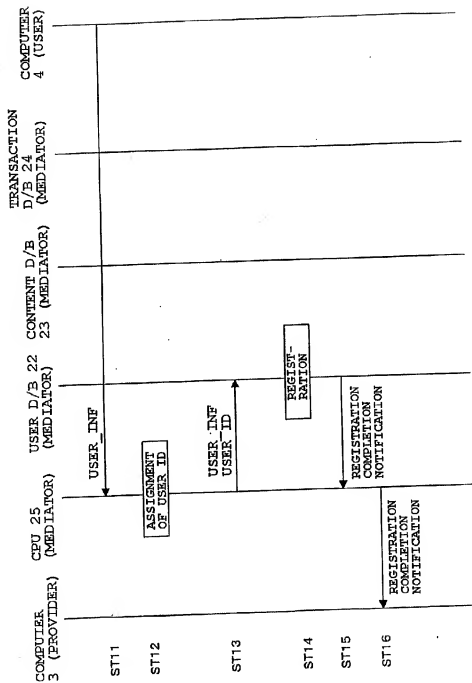 COMPUTER
3 (PROVIDER)
CPU 25
(MEDIATOR)
USER D/B 22
(MEDIATOR)
CONTENT D/B
23 (MEDIATOR)
TRANSACTION
D/B 24
(MEDIATOR)
COMPUTER
4 (USER)
ST11
USER_INF
ST12
ASSIGNMENT
OF USER ID
ST13
USER_INF
USER_ID
ST14
REGIST-
RATION
ST15
REGISTRATION
COMPLETION
NOTIFICATION
ST16
REGISTRATION
COMPLETION
NOTIFICATION